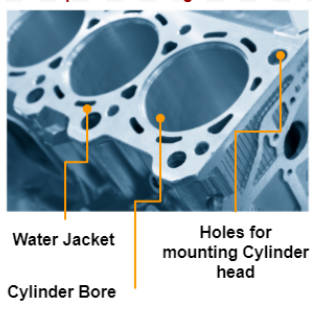 Water Jacket
Cylinder Bore
Holes for
mounting Cylinder
head